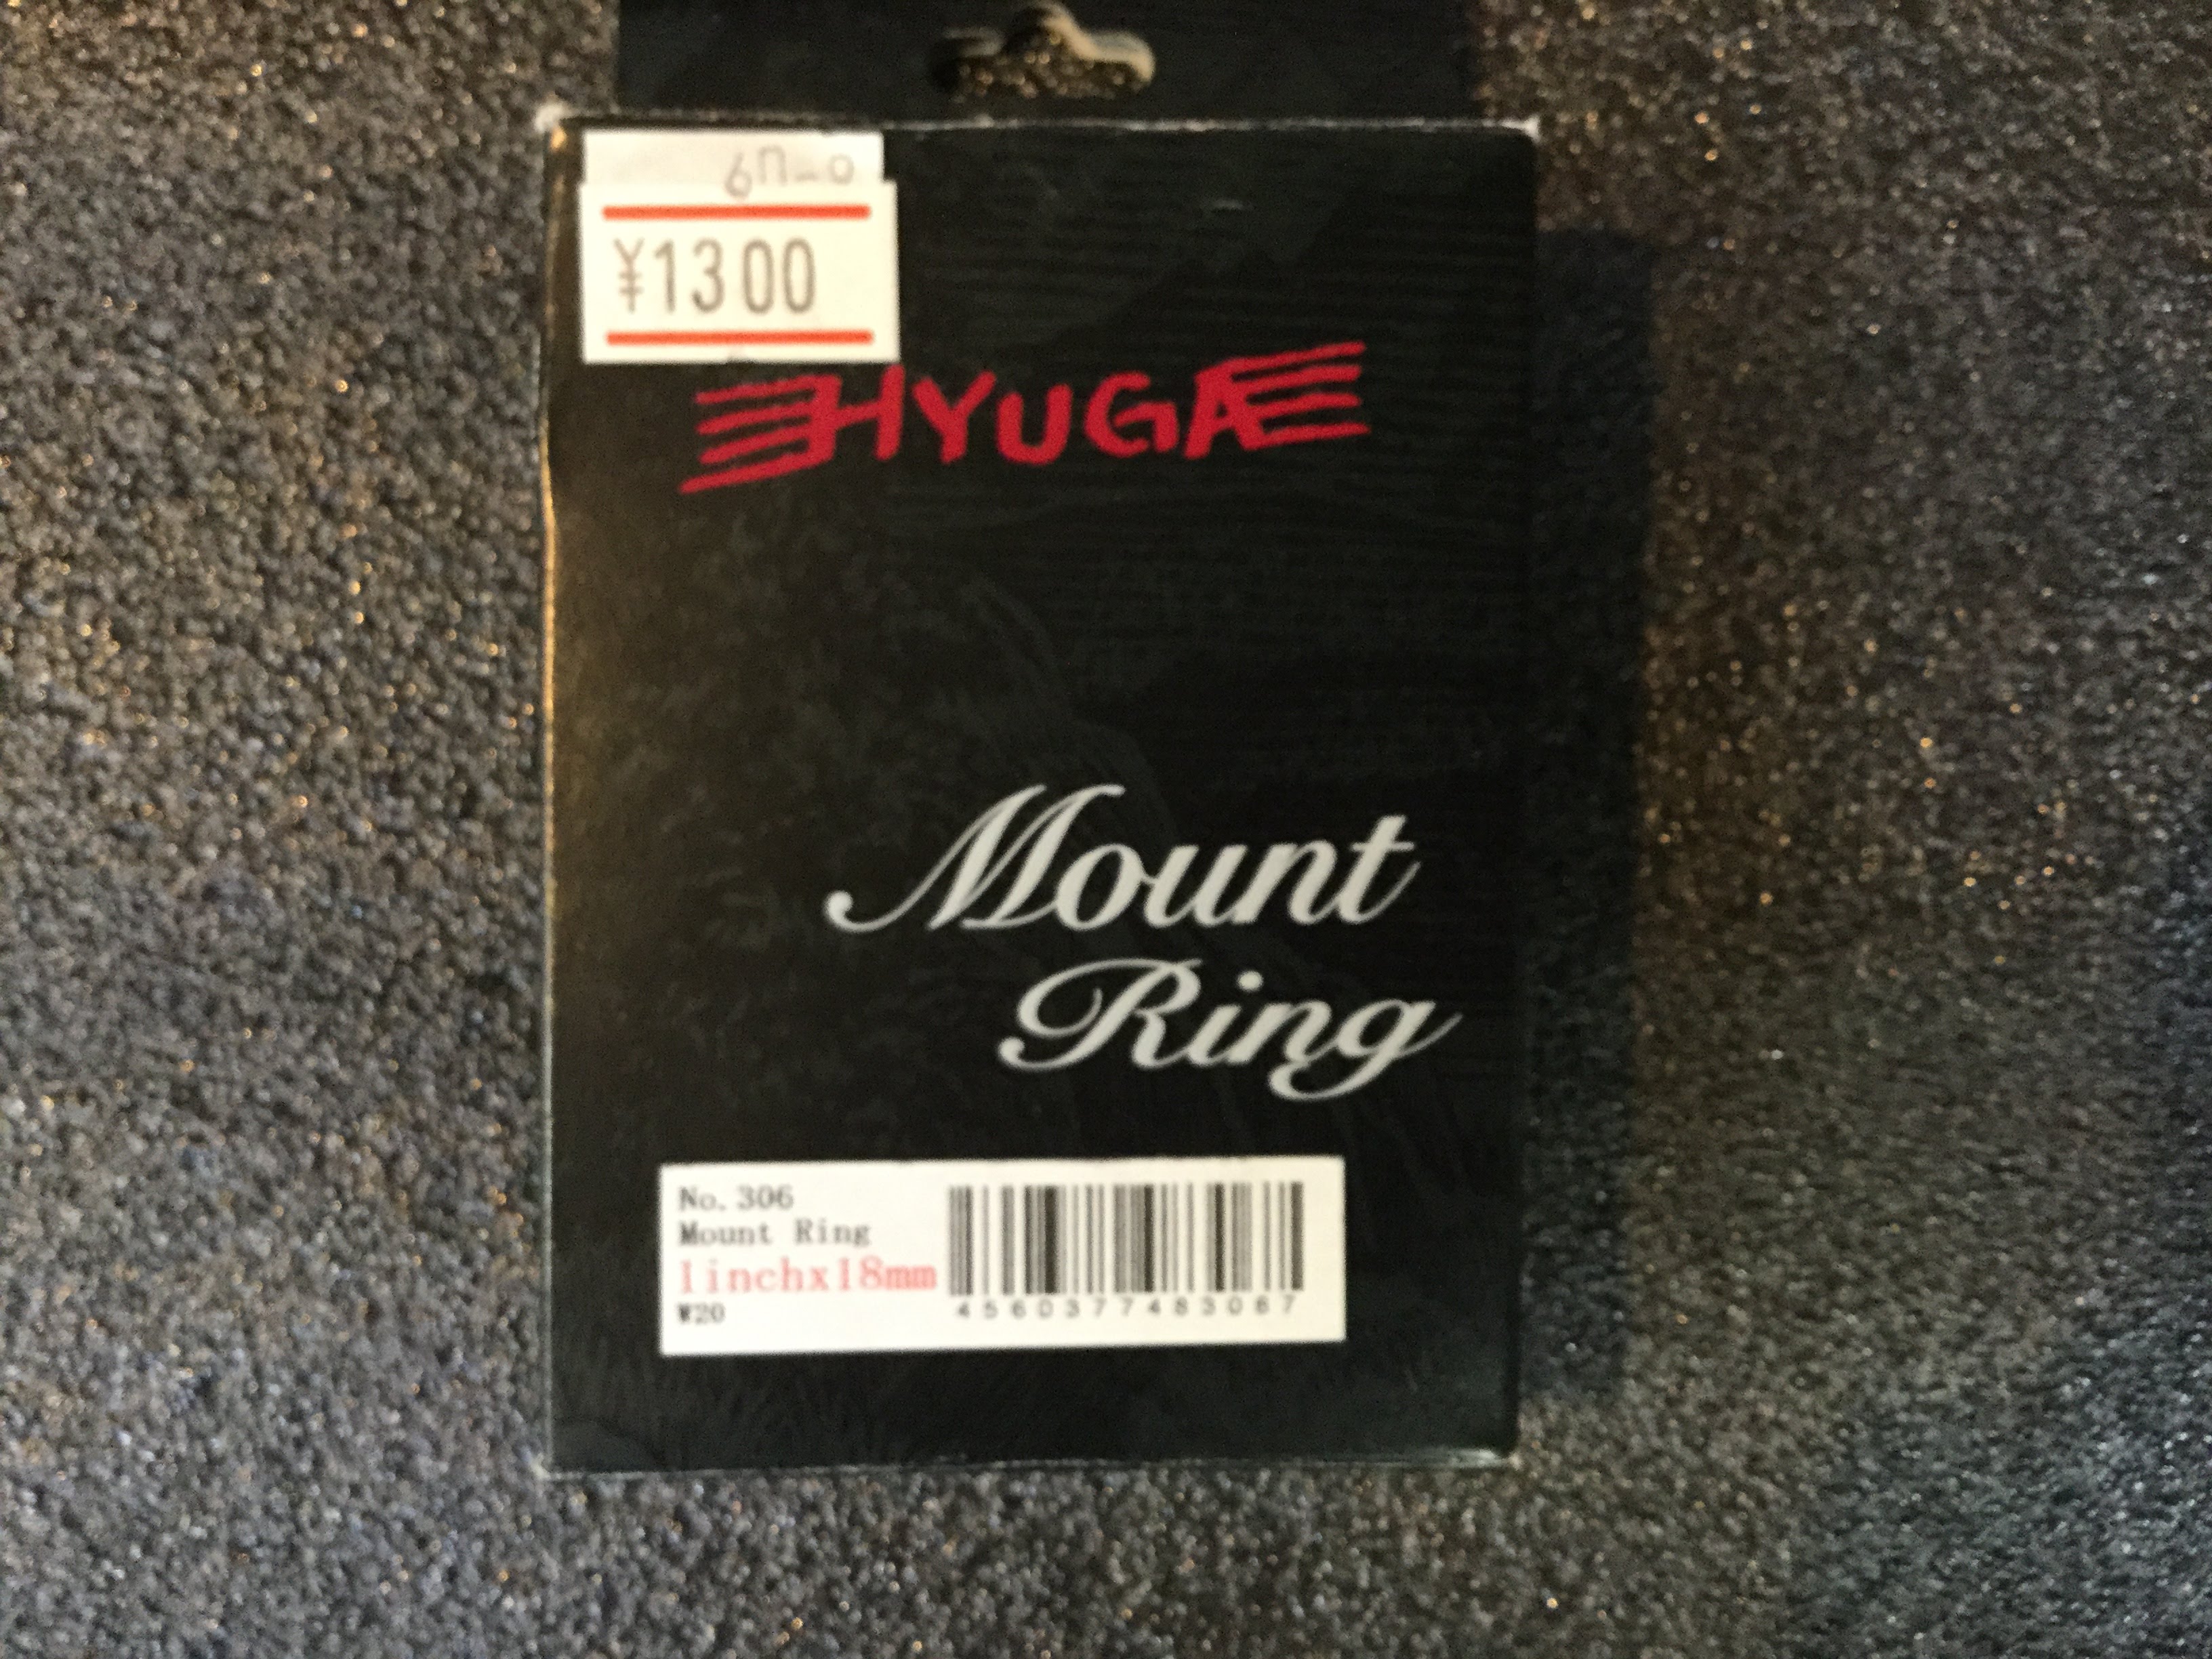 ¥1300
HYUGA
Mount
Ring
No. 306
Mount Ring
1inchx18mm
W20
4560377483067